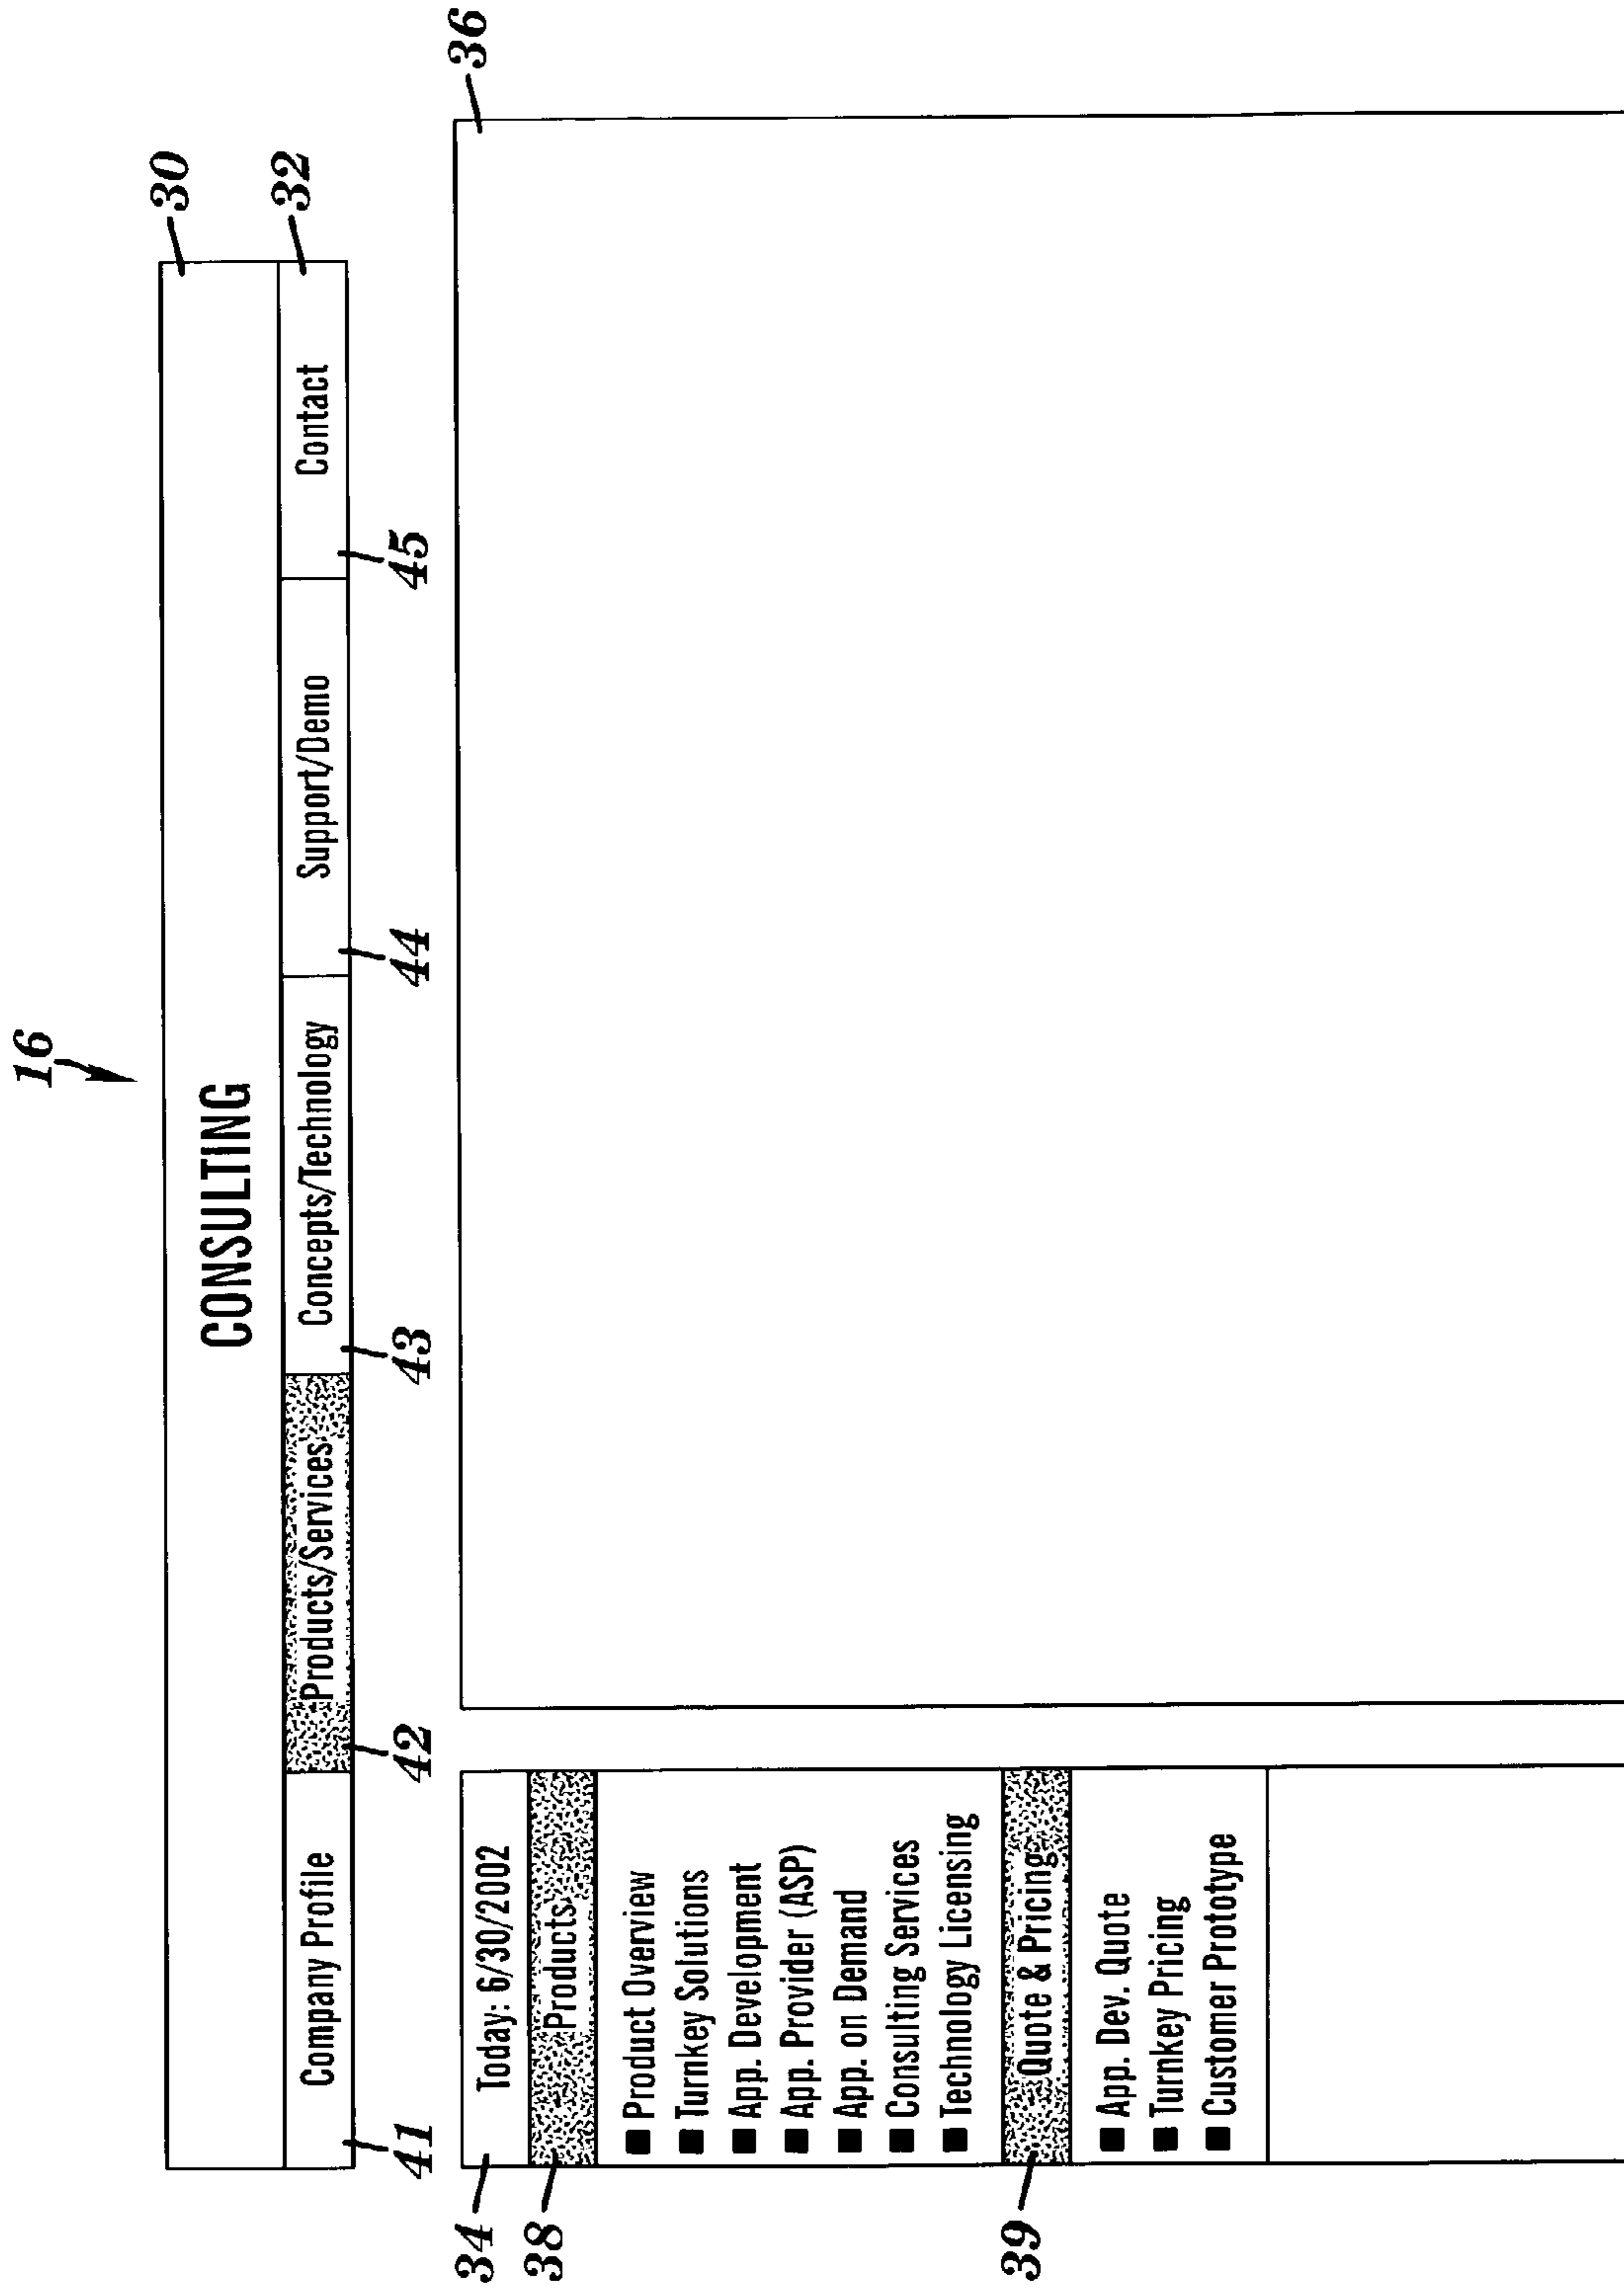 16
30
CONSULTING
32
Company Profile
Products/Services
Concepts/Technology
Support/Demo
Contact
41
42
43
44
45
36
34
Today: 6/30/2002
38
Products
■ Product Overview
■ Turnkey Solutions
■ App. Development
■ App. Provider (ASP)
■ App. on Demand
■ Consulting Services
■ Technology Licensing
39
Quote & Pricing
■ App. Dev. Quote
■ Turnkey Pricing
■ Customer Prototype